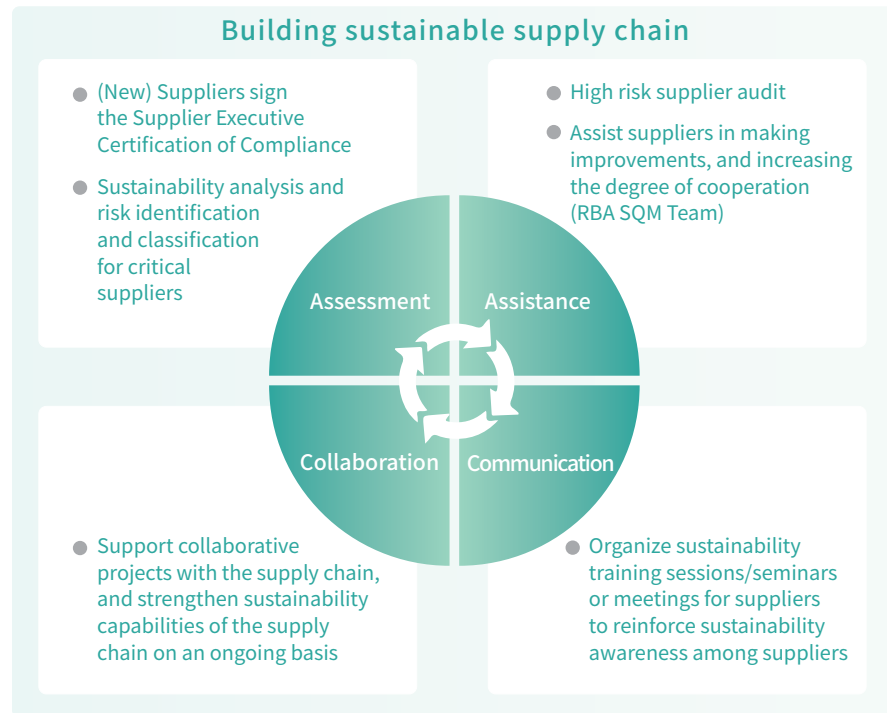 Building sustainable supply chain
(New) Suppliers sign
the Supplier Executive
Certification of Compliance
Sustainability analysis and
risk identification
and classification
for critical
suppliers
High risk supplier audit
Assist suppliers in making
improvements, and increasing
the degree of cooperation
(RBA SQM Team)
Assessment
Assistance
Collaboration
Communication
Support collaborative
projects with the supply chain,
and strengthen sustainability
capabilities of the supply
chain on an ongoing basis
Organize sustainability
training sessions/seminars
or meetings for suppliers
to reinforce sustainability
awareness among suppliers